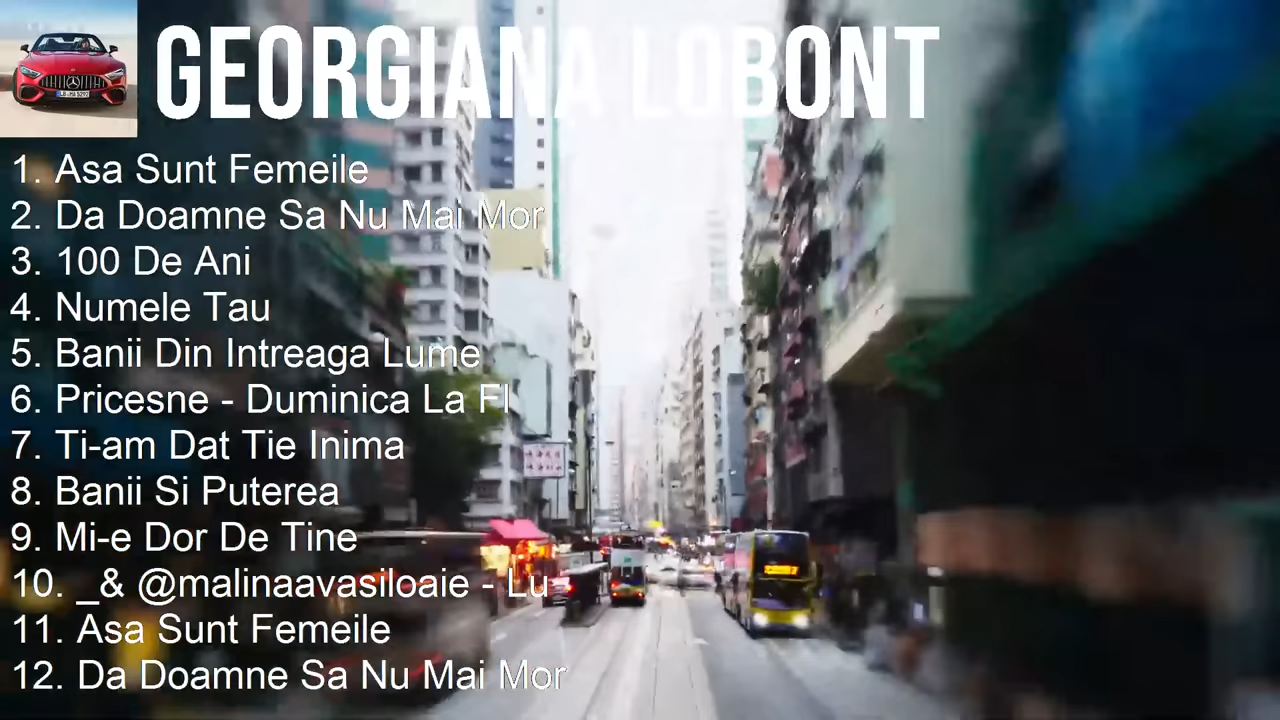 GEORGIANA LOBONT
1. Asa Sunt Femeile
2. Da Doamne Sa Nu Mai Mor
3. 100 De Ani
4. Numele Tau
5. Banii Din Intreaga Lume
6. Pricesne - Duminica La Fl
7. Ti-am Dat Tie Inima
8. Banii Si Puterea
9. Mi-e Dor De Tine
10. _& @malinaavasiloaie - Lu
11. Asa Sunt Femeile
12. Da Doamne Sa Nu Mai Mor